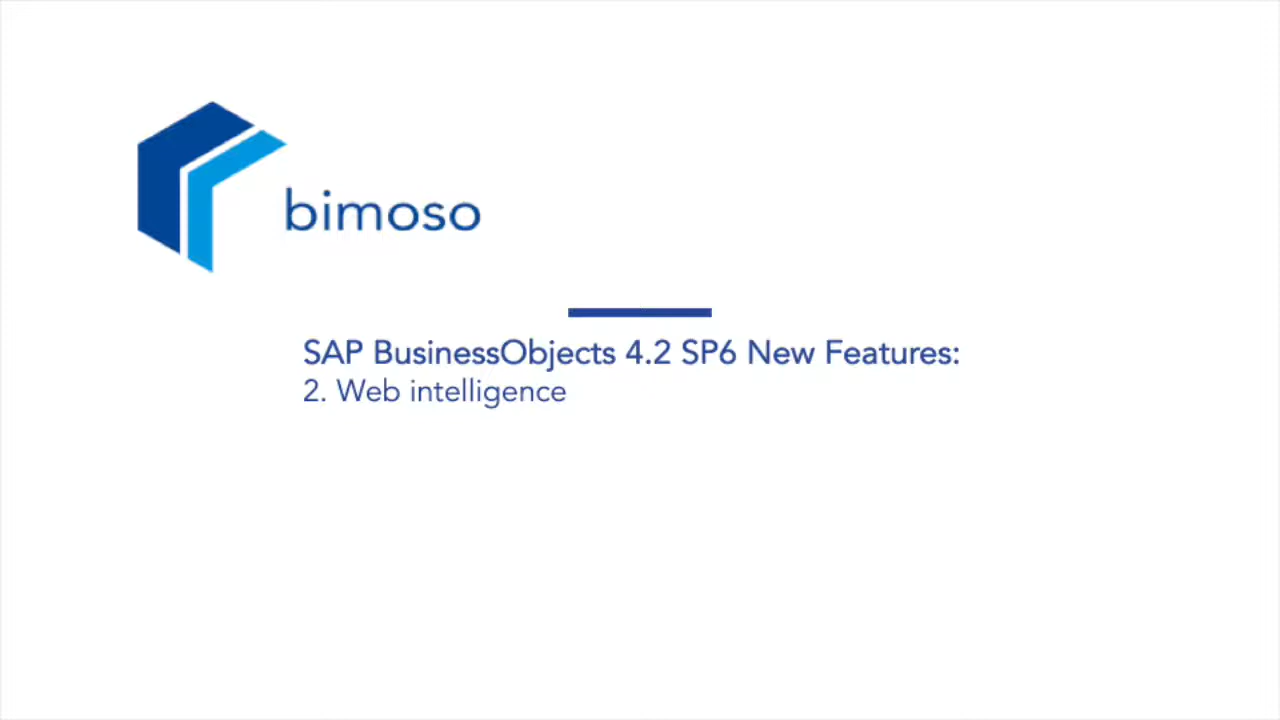 bimoso
SAP BusinessObjects 4.2 SP6 New Features:
2. Web intelligence